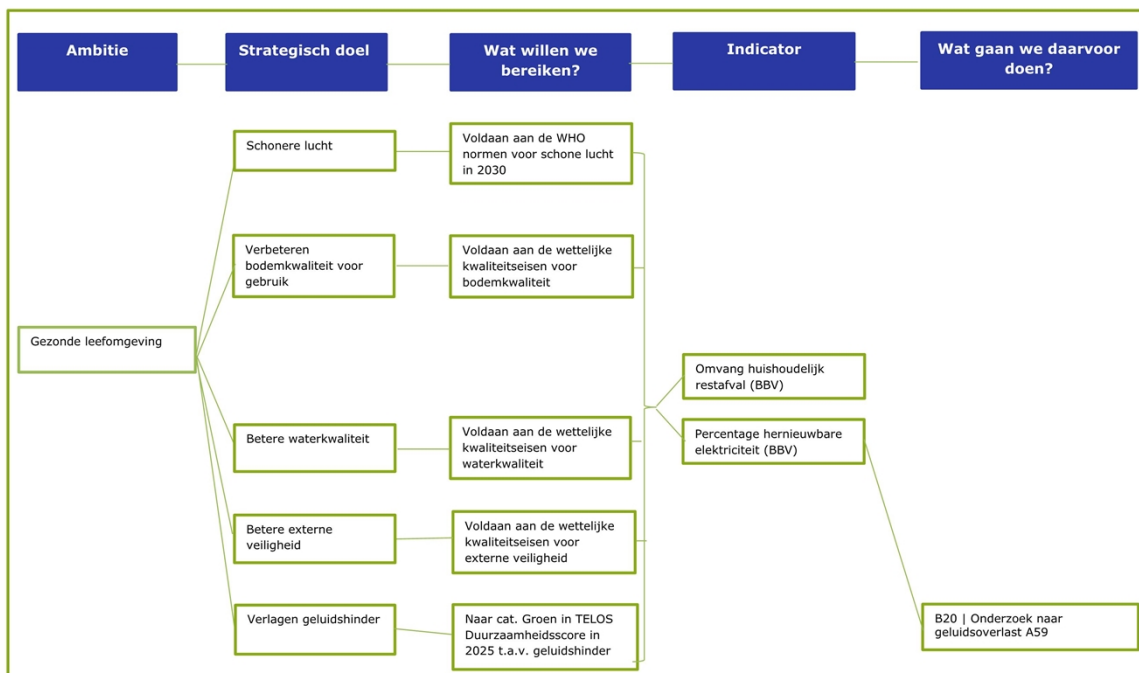 Ambitie
Strategisch doel
Wat willen we
bereiken?
Indicator
Wat gaan we daarvoor
doen?
Schonere lucht
Voldaan aan de WHO
normen voor schone lucht
in 2030
Verbeteren
bodemkwaliteit voor
gebruik
Voldaan aan de wettelijke
kwaliteitseisen voor
bodemkwaliteit
Gezonde leefomgeving
Omvang huishoudelijk
restafval (BBV)
Betere waterkwaliteit
Voldaan aan de wettelijke
kwaliteitseisen voor
waterkwaliteit
Percentage hernieuwbare
elektriciteit (BBV)
Betere externe
veiligheid
Voldaan aan de wettelijke
kwaliteitseisen voor
externe veiligheid
Verlagen geluidshinder
Naar cat. Groen in TELOS
Duurzaamheidsscore in
2025 t.a.v. geluidshinder
B20 | Onderzoek naar
geluidsoverlast A59